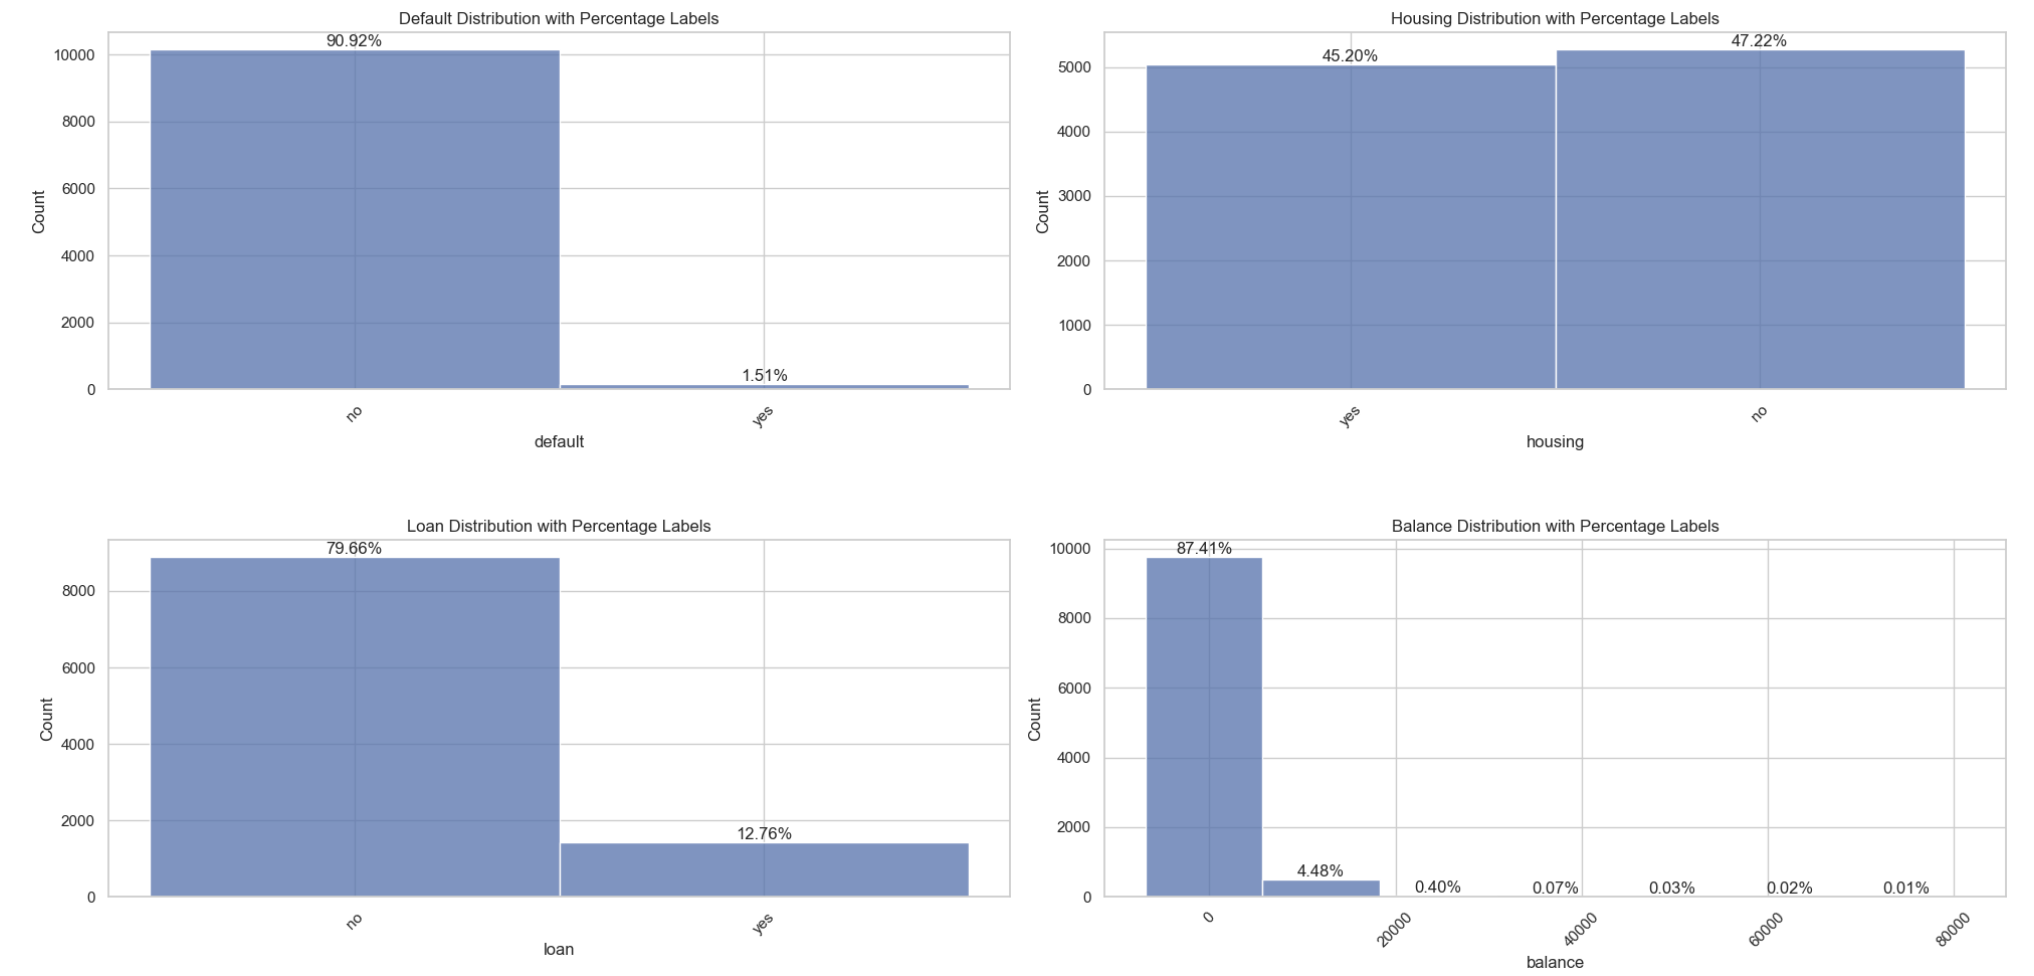 Default Distribution with Percentage Labels
90.92%
10000
8000
6000
4000
2000
0
Count
1.51%
no
yes
default
Housing Distribution with Percentage Labels
45.20%
47.22%
5000
4000
3000
2000
1000
0
Count
yes
no
housing
Loan Distribution with Percentage Labels
79.66%
8000
6000
4000
2000
0
Count
12.76%
no
yes
loan
Balance Distribution with Percentage Labels
87.41%
10000
8000
6000
4000
2000
0
Count
4.48%
0.40%
0.07%
0.03%
0.02%
0.01%
0
20000
40000
60000
80000
balance